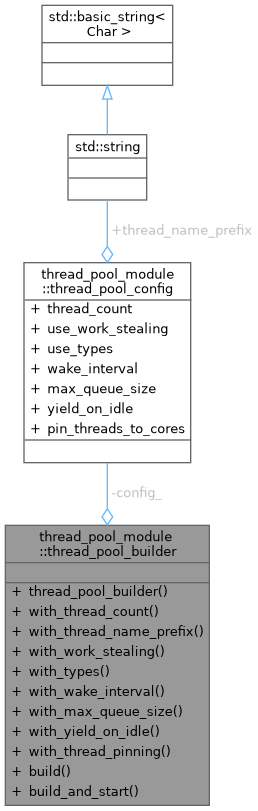 std::basic_string<
Char >
std::string
+thread_name_prefix
thread_pool_module
::thread_pool_config
+ thread_count
+ use_work_stealing
+ use_types
+ wake_interval
+ max_queue_size
+ yield_on_idle
+ pin_threads_to_cores
-config_
thread_pool_module
::thread_pool_builder
+ thread_pool_builder()
+ with_thread_count()
+ with_thread_name_prefix()
+ with_work_stealing()
+ with_types()
+ with_wake_interval()
+ with_max_queue_size()
+ with_yield_on_idle()
+ with_thread_pinning()
+ build()
+ build_and_start()